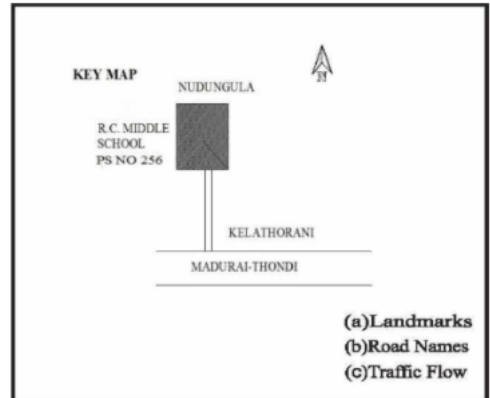 KEY MAP
N
NUDUNGULA
R.C. MIDDLE
SCHOOL
PS NO 256
KELATHORANI
MADURAI-THONDI
(a)Landmarks
(b)Road Names
(c)Traffic Flow